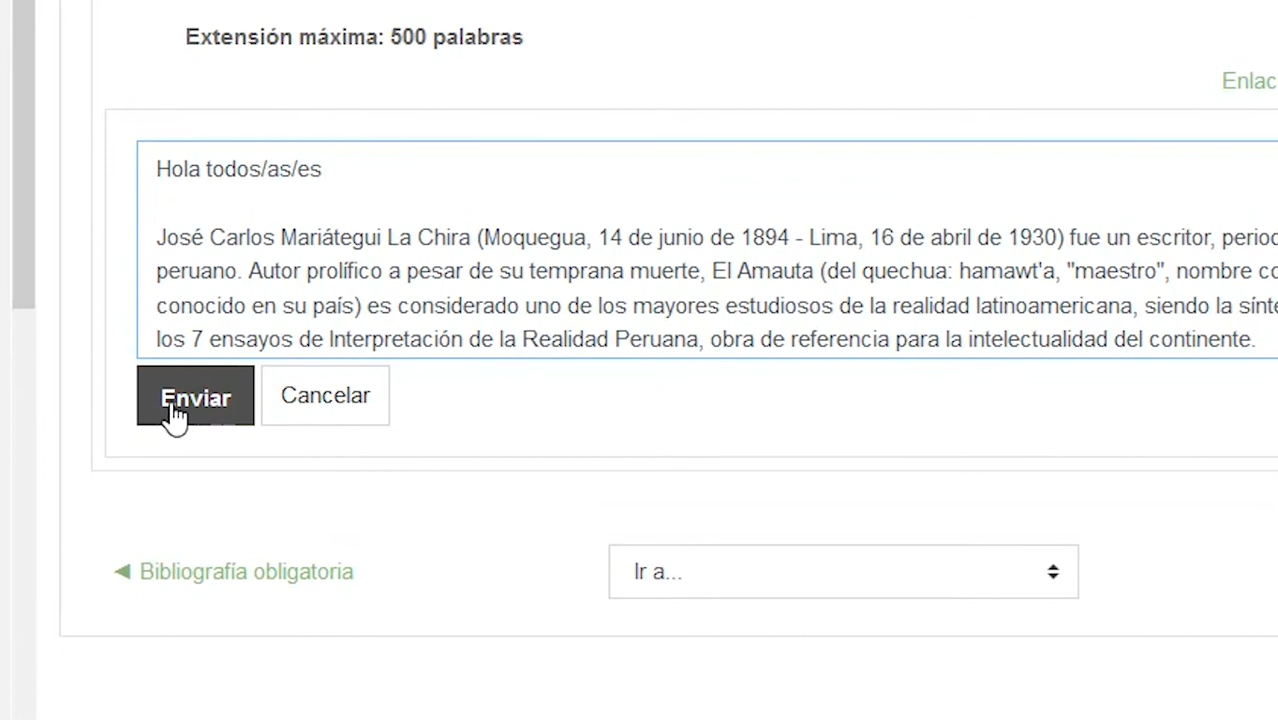 Extensión máxima: 500 palabras
Hola todos/as/es
José Carlos Mariátegui La Chira (Moquegua, 14 de junio de 1894 - Lima, 16 de abril de 1930) fue un escritor,
peruano. Autor prolífico a pesar de su temprana muerte, El Amauta (del quechua: hamawt'a, "maestro", nombre
conocido en su país) es considerado uno de los mayores estudiosos de la realidad latinoamericana, siendo la
los 7 ensayos de Interpretación de la Realidad Peruana, obra de referencia para la intelectualidad del continente.
Enviar Cancelar
◄ Bibliografía obligatoria Ir a...